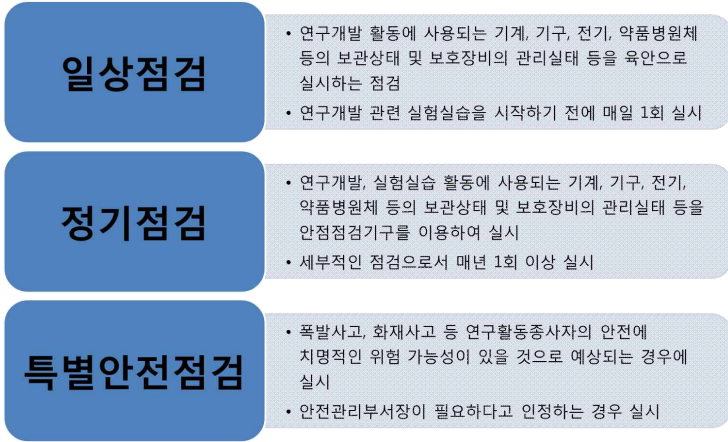 일상점검
• 연구개발 활동에 사용되는 기계, 기구, 전기, 약품병원체
등의 보관상태 및 보호장비의 관리실태 등을 육안으로
실시하는 점검
• 연구개발 관련 실험실습을 시작하기 전에 매일 1회 실시
정기점검
• 연구개발, 실험실습 활동에 사용되는 기계, 기구, 전기,
약품병원체 등의 보관상태 및 보호장비의 관리실태 등을
안점점검기구를 이용하여 실시
• 세부적인 점검으로서 매년 1회 이상 실시
특별안전점검
• 폭발사고, 화재사고 등 연구활동종사자의 안전에
치명적인 위험 가능성이 있을 것으로 예상되는 경우에
실시
• 안전관리부서장이 필요하다고 인정하는 경우 실시